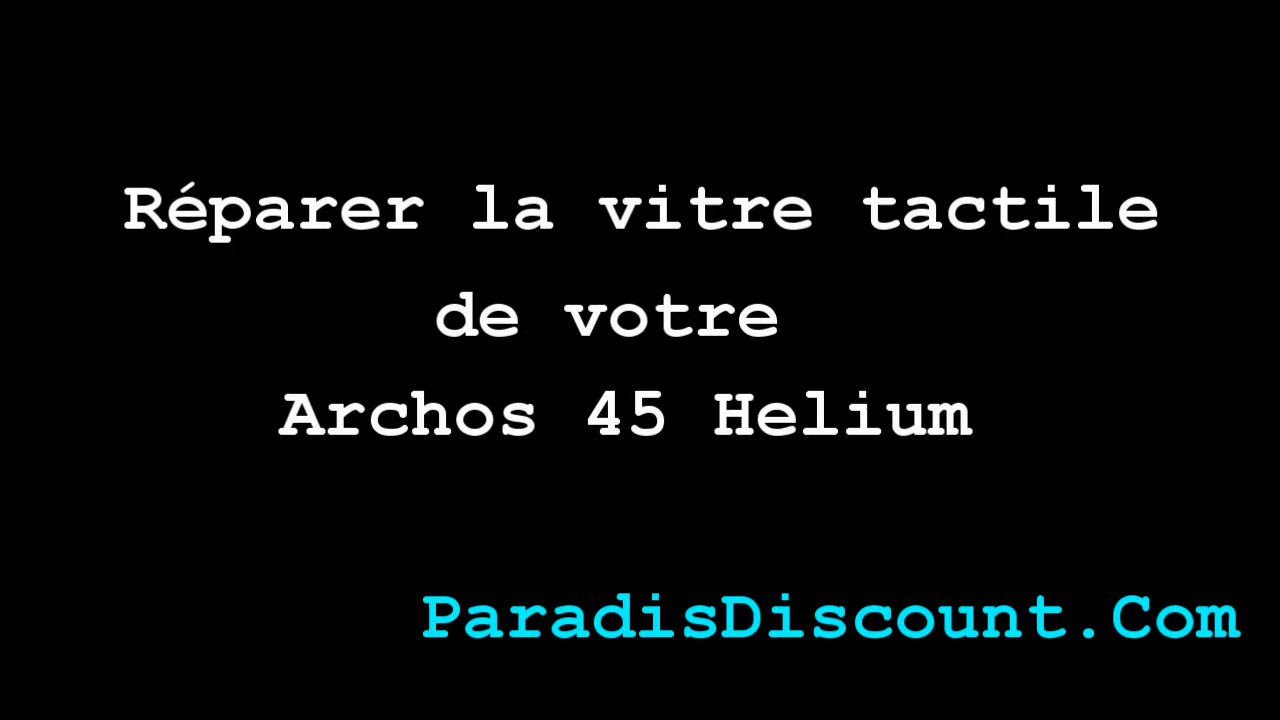 Réparer la vitre tactile
de votre
Archos 45 Helium
ParadisDiscount.Com